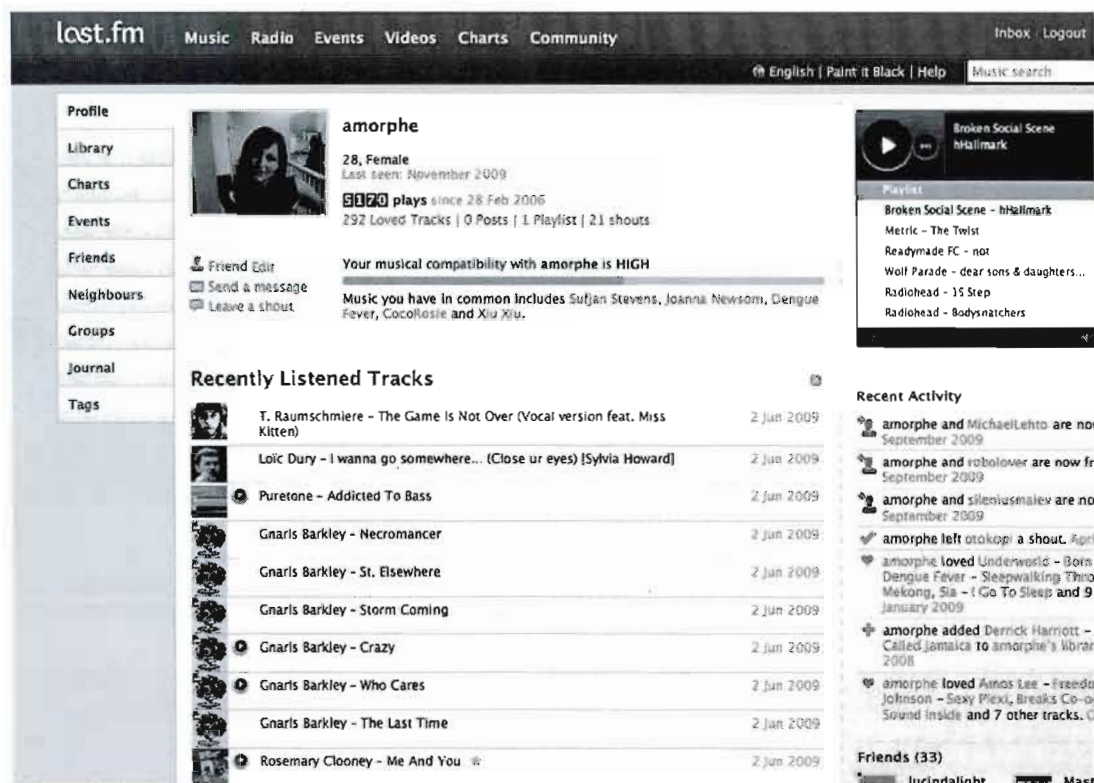 last.fm Music Radio Events Videos Charts Community Inbox Logout
English | Paint it Black | Help Music search
Profile
Library
Charts
Events
Friends
Neighbours
Groups
Journal
Tags
amorphe
28, Female
Last seen: November 2009
5170 plays since 28 Feb 2006
292 Loved Tracks | 0 Posts | 1 Playlist | 21 shouts
Friend Edit
Send a message
Leave a shout
Your musical compatibility with amorphe is HIGH
Music you have in common includes Sufjan Stevens, Joanna Newsom, Dengue
Fever, CocoRosie and Xiu Xiu.
Recently Listened Tracks
T. Raumschmiere – The Game Is Not Over (Vocal version feat. Miss
Kitten) 2 Jun 2009
Loïc Dury – I wanna go somewhere... (Close ur eyes) [Sylvia Howard] 2 Jun 2009
Puretone – Addicted To Bass 2 Jun 2009
Gnarls Barkley – Necromancer 2 Jun 2009
Gnarls Barkley – St. Elsewhere 2 Jun 2009
Gnarls Barkley – Storm Coming 2 Jun 2009
Gnarls Barkley – Crazy 2 Jun 2009
Gnarls Barkley – Who Cares 2 Jun 2009
Gnarls Barkley – The Last Time 2 Jun 2009
Rosemary Clooney – Me And You 2 Jun 2009
Broken Social Scene
hHallmark
Playlist
Broken Social Scene – hHallmark
Metric – The Twist
Readymade FC – not
Wolf Parade – dear sons & daughters...
Radiohead – 15 Step
Radiohead – Bodysnatchers
Recent Activity
amorphe and MichaelLehto are no
September 2009
amorphe and robolover are now fr
September 2009
amorphe and sileniusmaiev are no
September 2009
amorphe left otokopi a shout. Apri
amorphe loved Underworld – Born
Dengue Fever – Sleepwalking Thro
Mekong, Sia – I Go To Sleep and 9
January 2009
amorphe added Derrick Harriott –
Called Jamaica to amorphe's librar
2008
amorphe loved Amos Lee – Freedo
Johnson – Sexy Plexi, Breaks Co-o
Sound Inside and 7 other tracks.
Friends (33)
lucindalight Mast